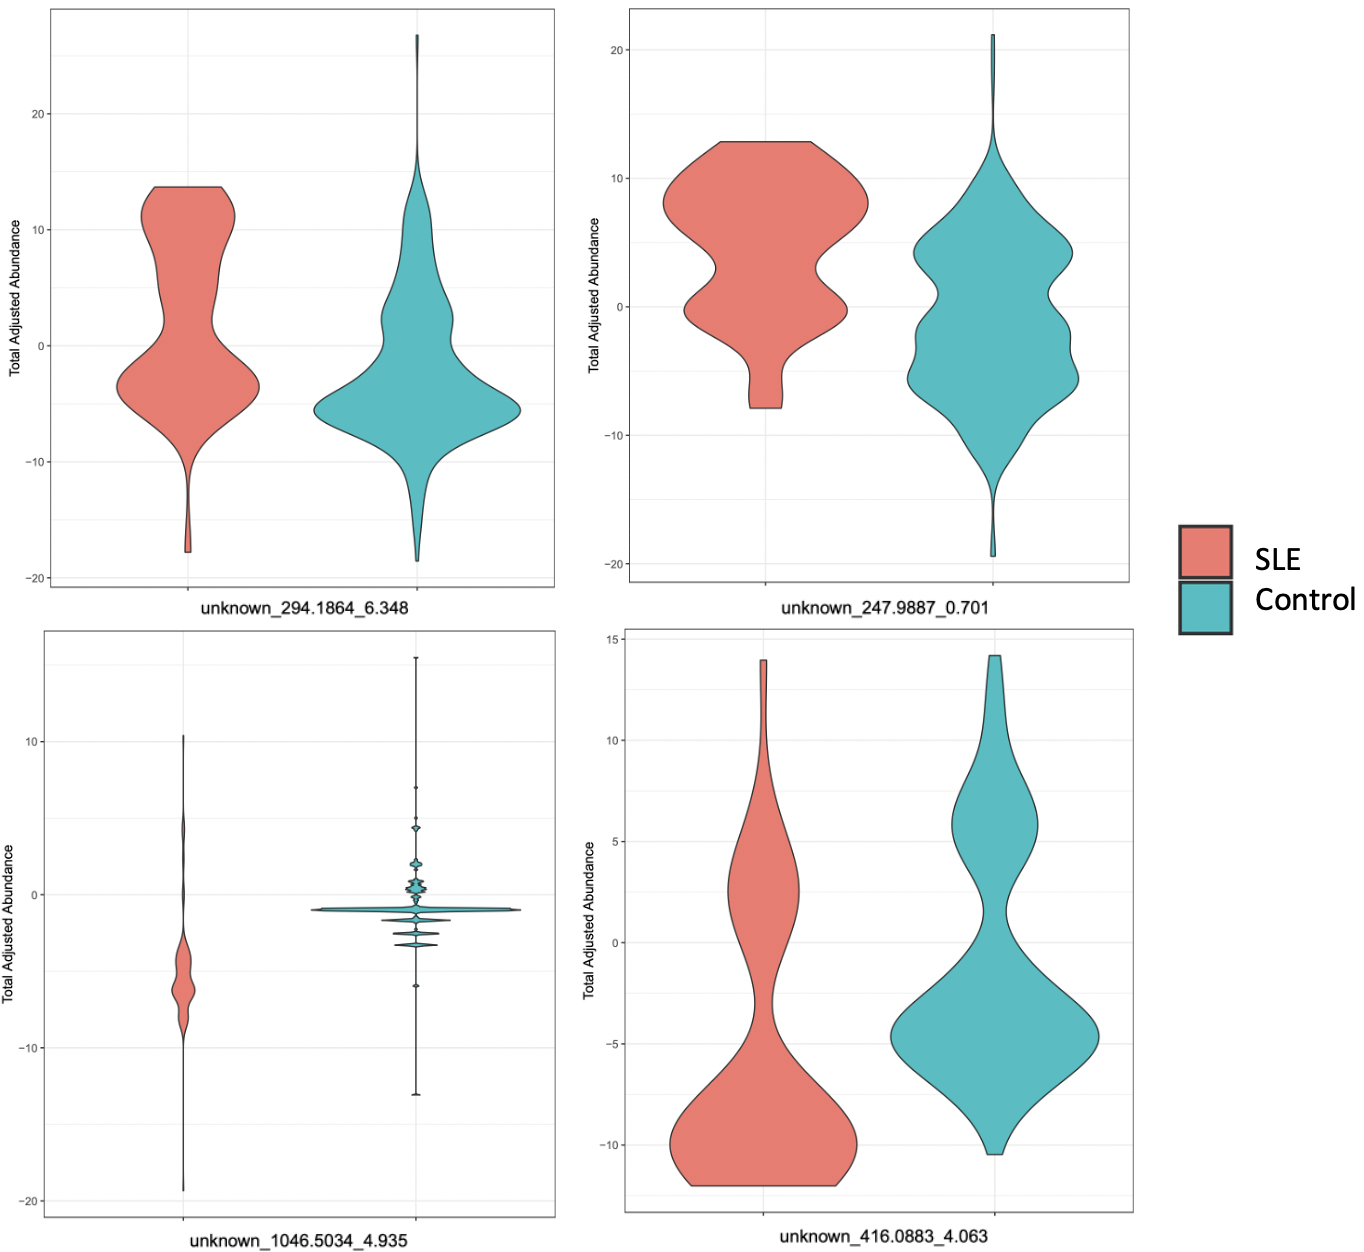 Total Adjusted Abundance
20
10
0
−10
−20
unknown_294.1864_6.348
Total Adjusted Abundance
20
10
0
−10
−20
unknown_247.9887_0.701
SLE
Control
Total Adjusted Abundance
10
0
−10
−20
unknown_1046.5034_4.935
Total Adjusted Abundance
15
10
5
0
−5
−10
unknown_416.0883_4.063